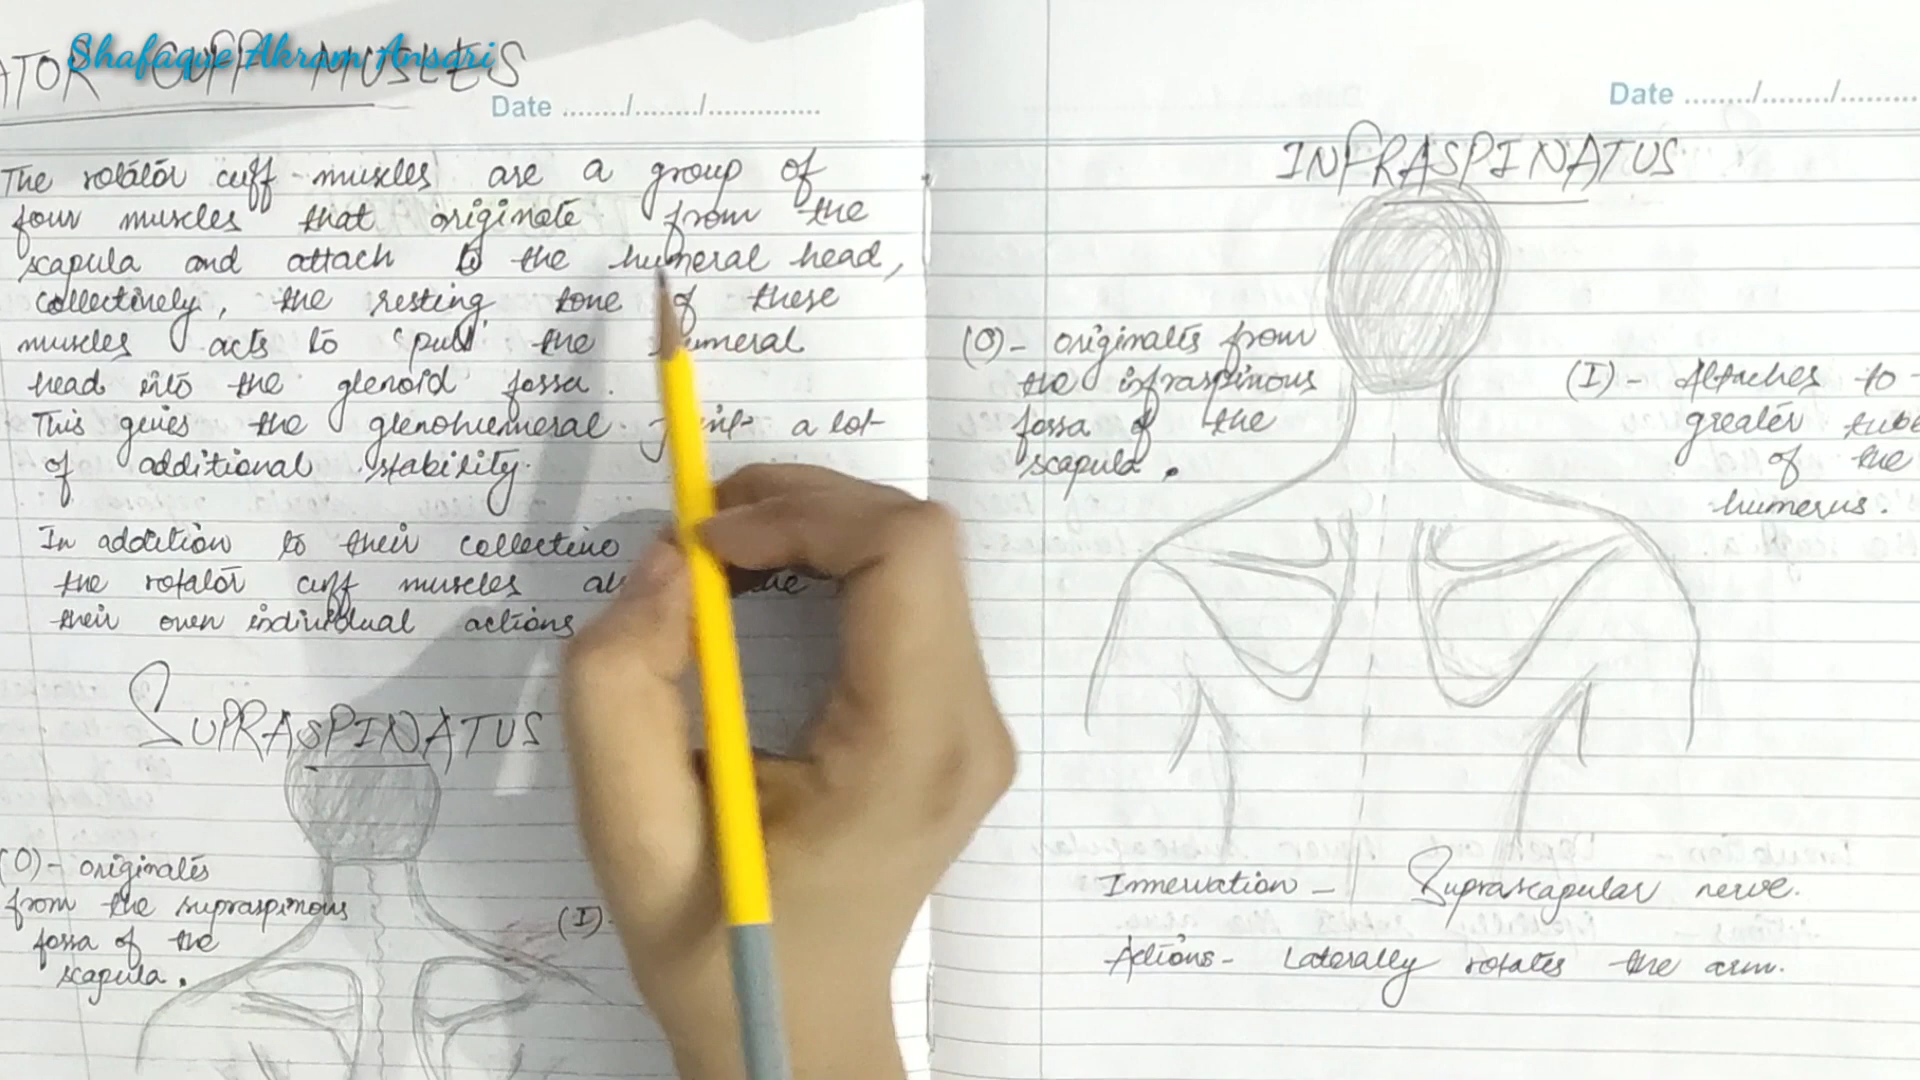 Shafaque Akram Ansari
ATOR CUFF MUSCLES
Date ......../......../...............
The rotator cuff muscles are a group of
four muscles that originate from the
scapula and attach to the humeral head,
collectively, the resting tone of these
muscles acts to 'pull' the humeral
head into the glenoid fossa.
This gives the glenohumeral joint a lot
of additional stability.
In addition to their collective
the rotator cuff muscles also
their own individual actions
SUPRASPINATUS
(O)- originates
from the supraspinous
fossa of the
scapula.
(I)-
Date ......../......../.........
INFRASPINATUS
(O)- originates from
the infraspinous
fossa of the
scapula.
(I)- Attaches to
greater tube
of the
humerus.
Innervation - Suprascapular nerve.
Actions- Laterally rotates the arm.